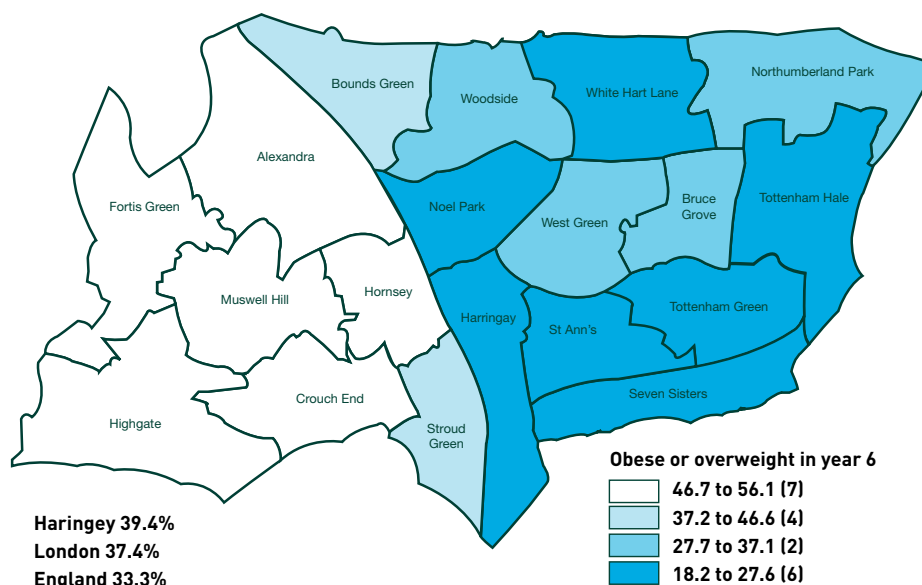 Bounds Green
Woodside
White Hart Lane
Northumberland Park
Alexandra
Fortis Green
Noel Park
West Green
Bruce
Grove
Tottenham Hale
Muswell Hill
Hornsey
Harringay
St Ann's
Tottenham Green
Seven Sisters
Highgate
Crouch End
Stroud
Green
Obese or overweight in year 6
46.7 to 56.1 (7)
37.2 to 46.6 (4)
27.7 to 37.1 (2)
18.2 to 27.6 (6)
Haringey 39.4%
London 37.4%
England 33.3%